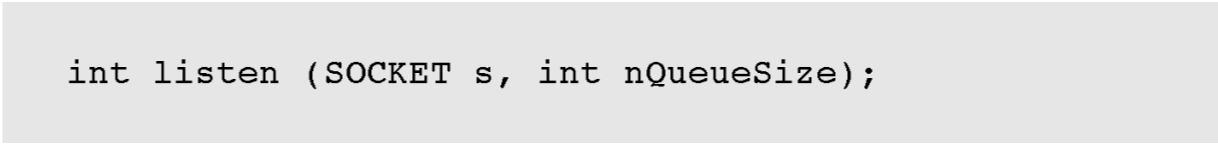 int listen (SOCKET s, int nQueueSize);